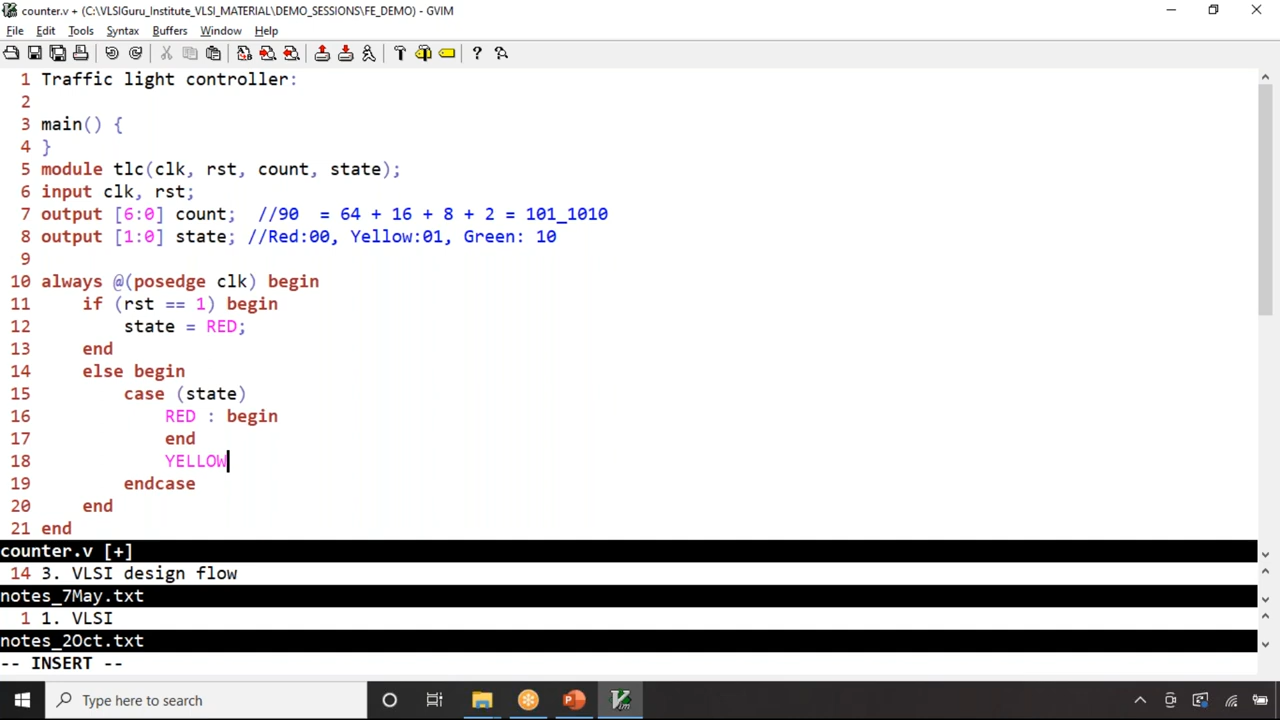 counter.v + (C:\VLSIGuru_Institute_VLSI_MATERIAL\DEMO_SESSIONS\FE_DEMO) - GVIM
File Edit Tools Syntax Buffers Window Help
1 Traffic light controller:
2
3 main() {
4 }
5 module tlc(clk, rst, count, state);
6 input clk, rst;
7 output [6:0] count;  //90  = 64 + 16 + 8 + 2 = 101_1010
8 output [1:0] state; //Red:00, Yellow:01, Green: 10
9
10 always @(posedge clk) begin
11     if (rst == 1) begin
12         state = RED;
13     end
14     else begin
15         case (state)
16             RED : begin
17             end
18             YELLOW
19         endcase
20     end
21 end
counter.v [+]
14 3. VLSI design flow
notes_7May.txt
1 1. VLSI
notes_2Oct.txt
-- INSERT --
Type here to search